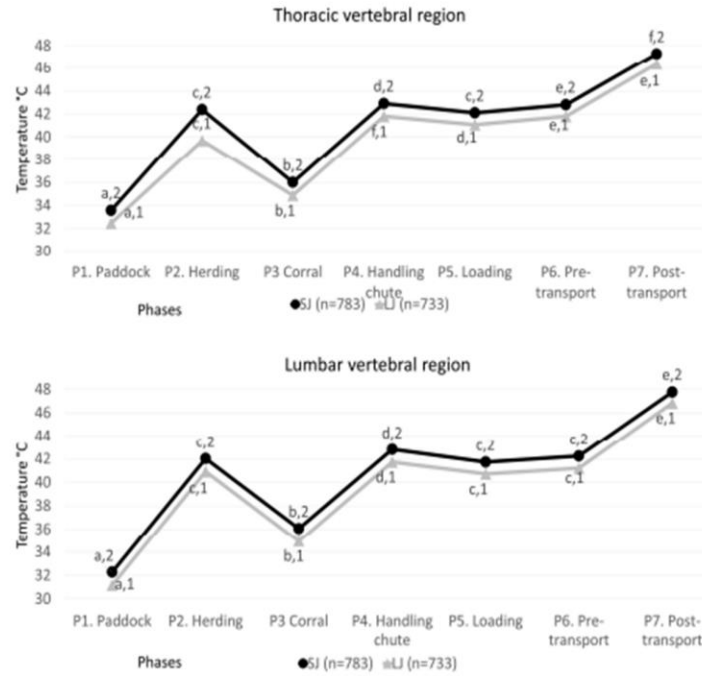 Thoracic vertebral region
48
46
44
42
40
38
36
34
32
30
Temperature °C
a,2
a,1
c,2
c,1
b,2
b,1
d,2
f,1
c,2
d,1
e,2
e,1
f,2
e,1
P1. Paddock P2. Herding P3 Corral P4. Handling P5. Loading P6. Pre- P7. Post-
chute transport transport
Phases
SJ (n=783) LJ (n=733)
Lumbar vertebral region
48
46
44
42
40
38
36
34
32
30
Temperature °C
a,2
a,1
c,2
c,1
b,2
b,1
d,2
d,1
c,2
c,1
c,2
c,1
e,2
e,1
P1. Paddock P2. Herding P3 Corral P4. Handling P5. Loading P6. Pre- P7. Post-
chute transport transport
Phases
SJ (n=783) LJ (n=733)